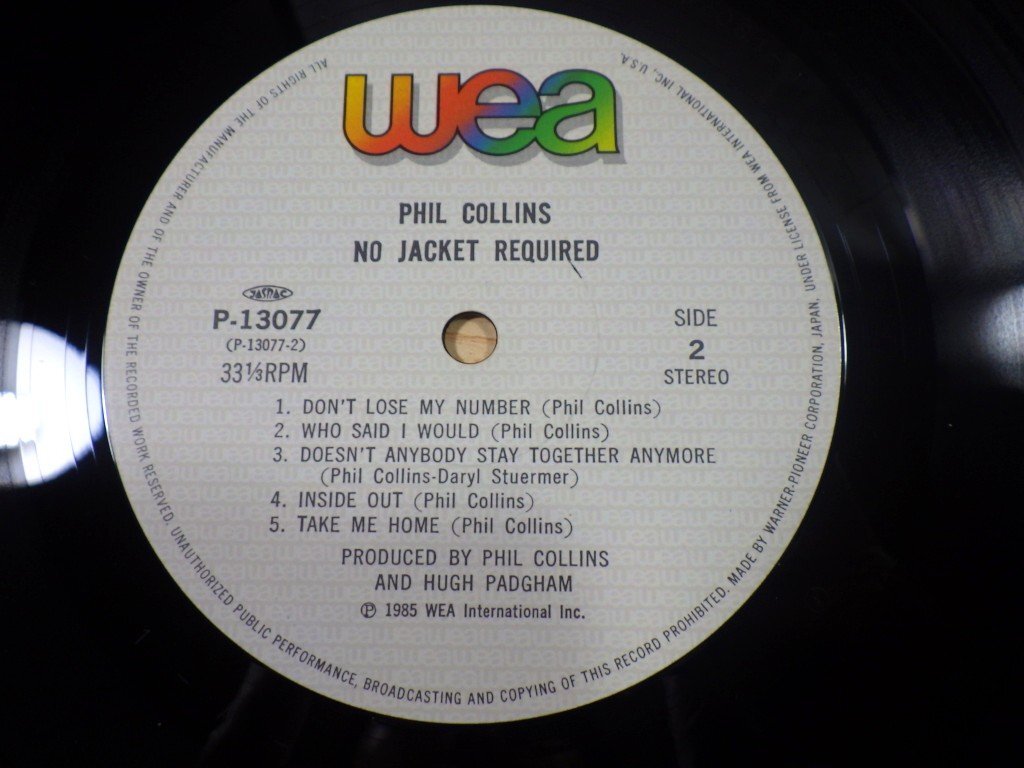 wea
PHIL COLLINS
NO JACKET REQUIRED
JASRAC
P-13077
(P-13077-2)
33⅓RPM
SIDE
2
STEREO
1. DON'T LOSE MY NUMBER (Phil Collins)
2. WHO SAID I WOULD (Phil Collins)
3. DOESN'T ANYBODY STAY TOGETHER ANYMORE
(Phil Collins-Daryl Stuermer)
4. INSIDE OUT (Phil Collins)
5. TAKE ME HOME (Phil Collins)
PRODUCED BY PHIL COLLINS
AND HUGH PADGHAM
℗ 1985 WEA International Inc.
ALL RIGHTS OF THE MANUFACTURER AND OF THE OWNER OF THE RECORDED WORK RESERVED. UNAUTHORIZED PUBLIC PERFORMANCE, BROADCASTING AND COPYING OF THIS RECORD PROHIBITED. MADE BY WARNER-PIONEER CORPORATION, JAPAN. UNDER LICENSE FROM WEA INTERNATIONAL INC., U.S.A.